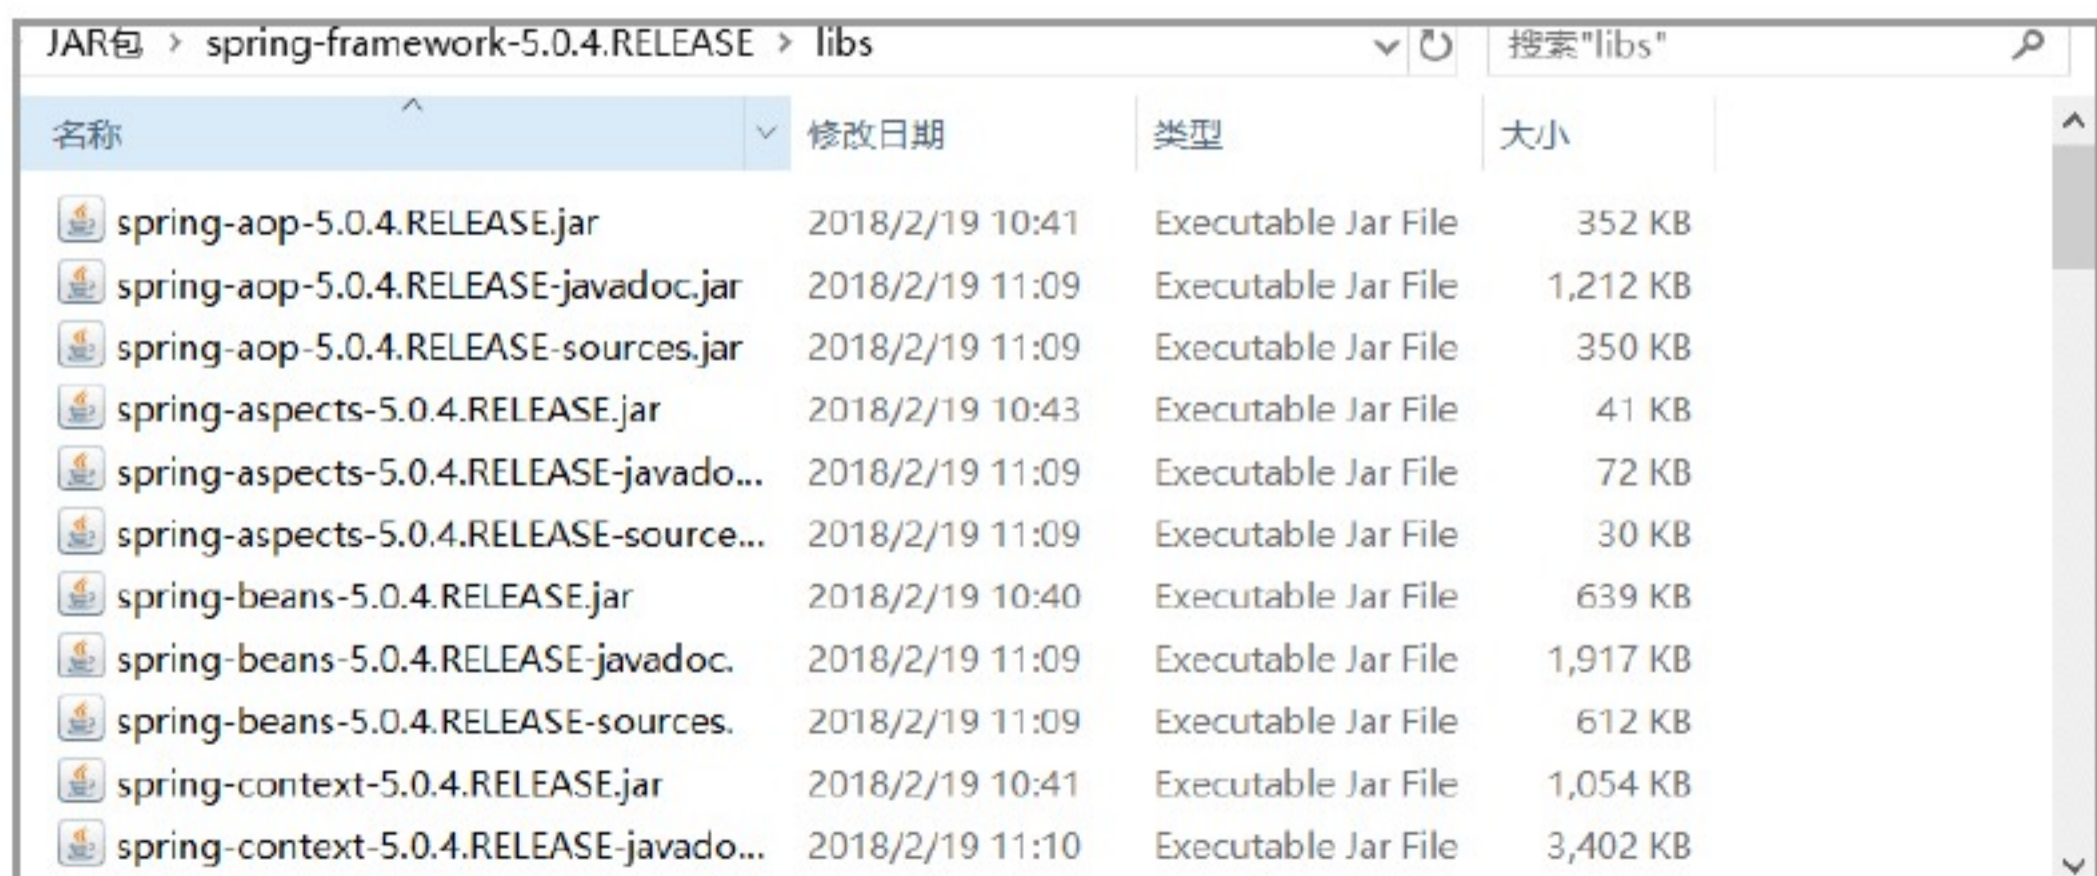 JAR包 > spring-framework-5.0.4.RELEASE > libs 搜索"libs"
名称 修改日期 类型 大小
spring-aop-5.0.4.RELEASE.jar 2018/2/19 10:41 Executable Jar File 352 KB
spring-aop-5.0.4.RELEASE-javadoc.jar 2018/2/19 11:09 Executable Jar File 1,212 KB
spring-aop-5.0.4.RELEASE-sources.jar 2018/2/19 11:09 Executable Jar File 350 KB
spring-aspects-5.0.4.RELEASE.jar 2018/2/19 10:43 Executable Jar File 41 KB
spring-aspects-5.0.4.RELEASE-javado... 2018/2/19 11:09 Executable Jar File 72 KB
spring-aspects-5.0.4.RELEASE-source... 2018/2/19 11:09 Executable Jar File 30 KB
spring-beans-5.0.4.RELEASE.jar 2018/2/19 10:40 Executable Jar File 639 KB
spring-beans-5.0.4.RELEASE-javadoc. 2018/2/19 11:09 Executable Jar File 1,917 KB
spring-beans-5.0.4.RELEASE-sources. 2018/2/19 11:09 Executable Jar File 612 KB
spring-context-5.0.4.RELEASE.jar 2018/2/19 10:41 Executable Jar File 1,054 KB
spring-context-5.0.4.RELEASE-javado... 2018/2/19 11:10 Executable Jar File 3,402 KB